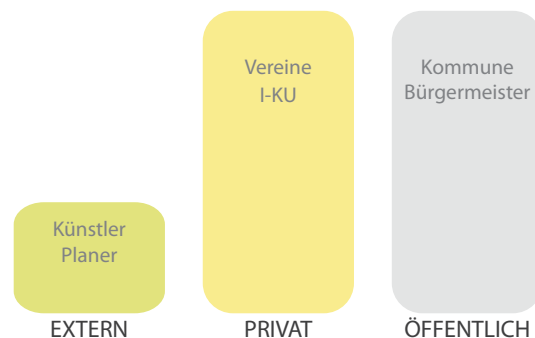 Vereine
I-KU
Kommune
Bürgermeister
Künstler
Planer
EXTERN
PRIVAT
ÖFFENTLICH